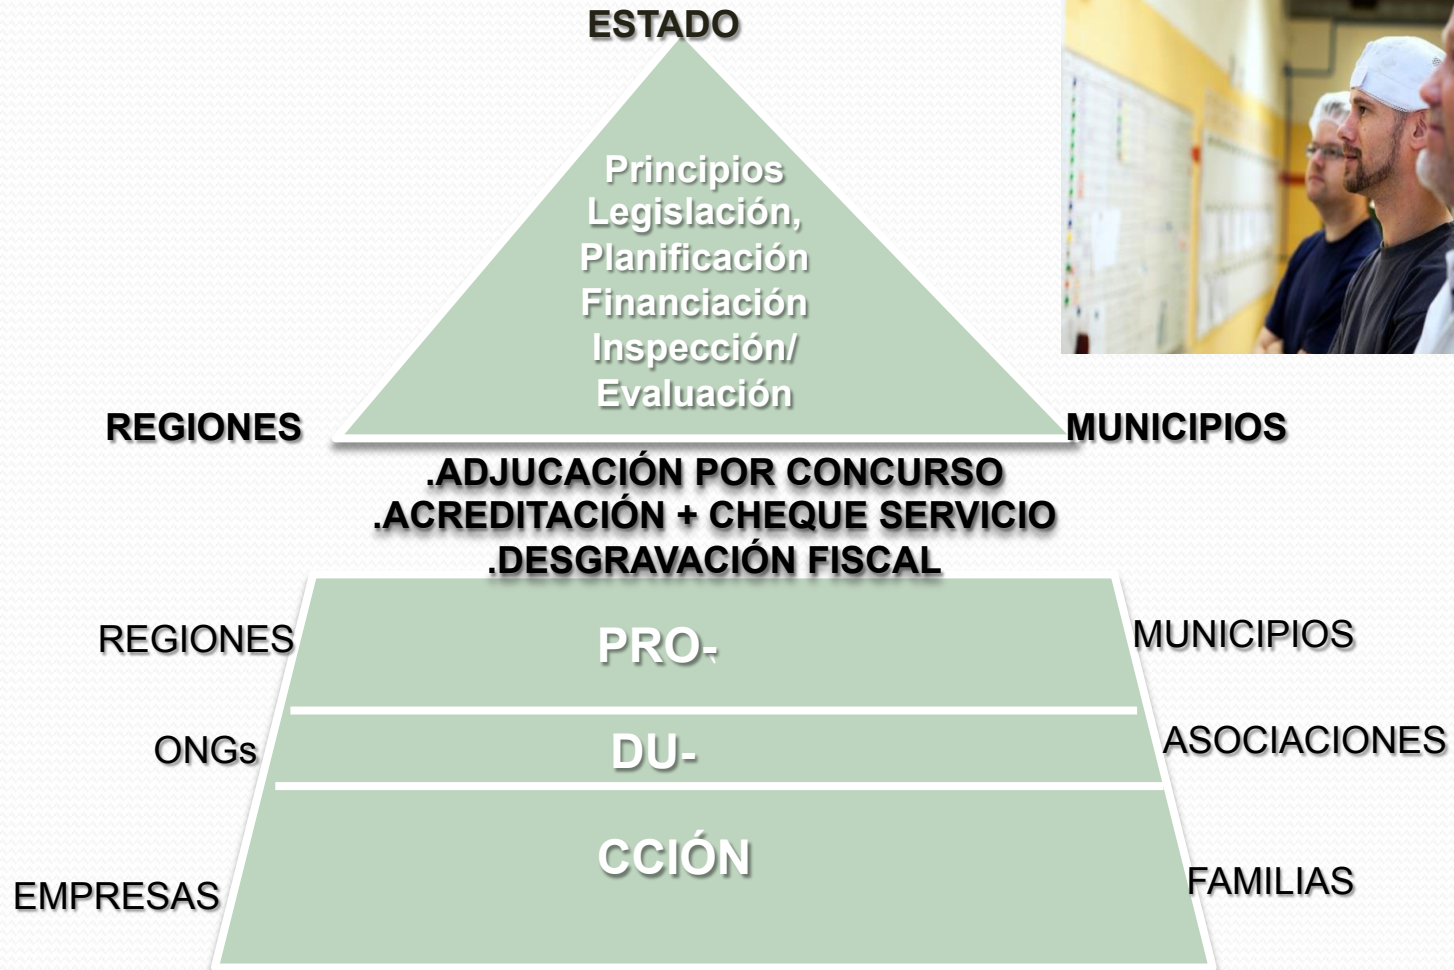 ESTADO
Principios
Legislación,
Planificación
Financiación
Inspección/
Evaluación
REGIONES
MUNICIPIOS
.ADJUCACIÓN POR CONCURSO
.ACREDITACIÓN + CHEQUE SERVICIO
.DESGRAVACIÓN FISCAL
REGIONES
PRO-
MUNICIPIOS
ONGs
DU-
ASOCIACIONES
EMPRESAS
CCIÓN
FAMILIAS